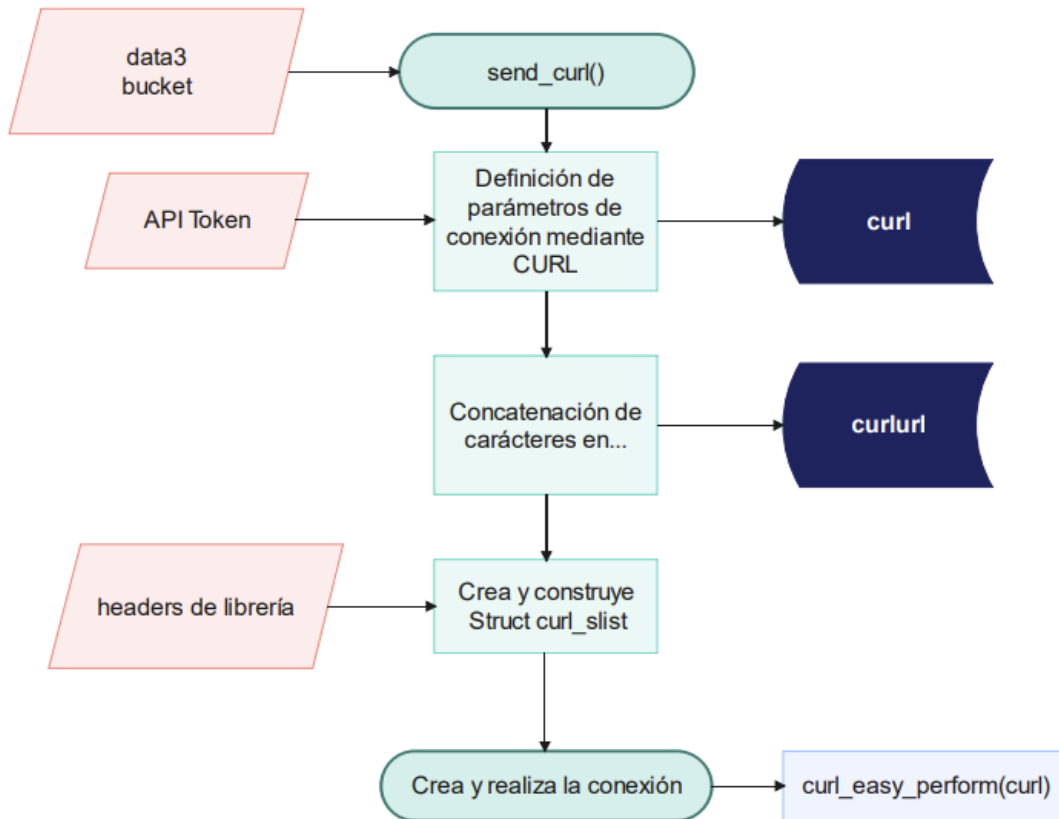 data3
bucket
send_curl()
API Token
Definición de
parámetros de
conexión mediante
CURL
curl
Concatenación de
carácteres en...
curlurl
headers de librería
Crea y construye
Struct curl_slist
Crea y realiza la conexión
curl_easy_perform(curl)